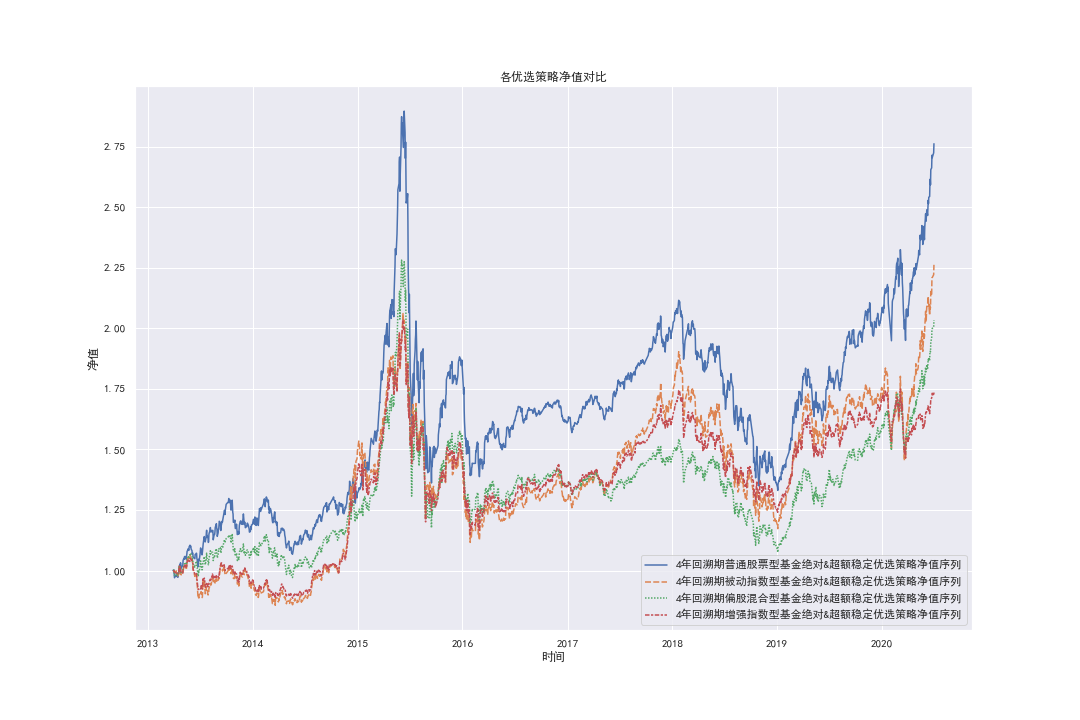 各优选策略净值对比
净值
2.75
2.50
2.25
2.00
1.75
1.50
1.25
1.00
4年回溯期普通股票型基金绝对&超额稳定优选策略净值序列
4年回溯期被动指数型基金绝对&超额稳定优选策略净值序列
4年回溯期偏股混合型基金绝对&超额稳定优选策略净值序列
4年回溯期增强指数型基金绝对&超额稳定优选策略净值序列
2013 2014 2015 2016 2017 2018 2019 2020
时间